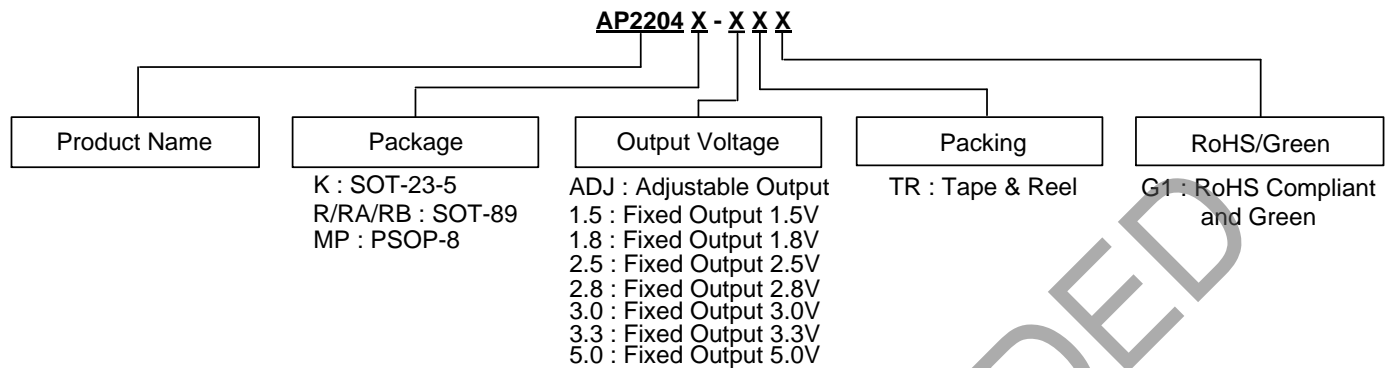 AP2204 X - X X X
Product Name
Package
Output Voltage
Packing
RoHS/Green
K : SOT-23-5
R/RA/RB : SOT-89
MP : PSOP-8
ADJ : Adjustable Output
1.5 : Fixed Output 1.5V
1.8 : Fixed Output 1.8V
2.5 : Fixed Output 2.5V
2.8 : Fixed Output 2.8V
3.0 : Fixed Output 3.0V
3.3 : Fixed Output 3.3V
5.0 : Fixed Output 5.0V
TR : Tape & Reel
G1 : RoHS Compliant
and Green
DED